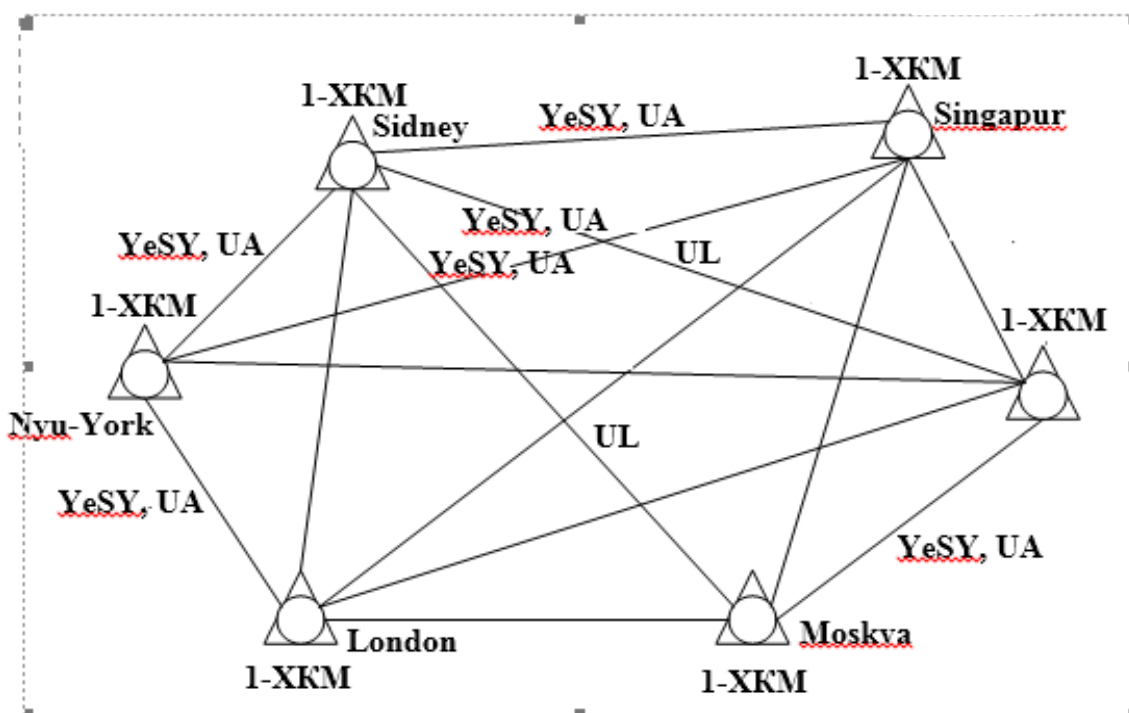 1-XKM
1-XKM
YeSY, UA
Singapur
Sidney
YeSY, UA
YeSY, UA
UL
YeSY, UA
1-XKM
1-XKM
Nyu-York
UL
YeSY, UA
YeSY, UA
London
Moskva
1-XKM
1-XKM